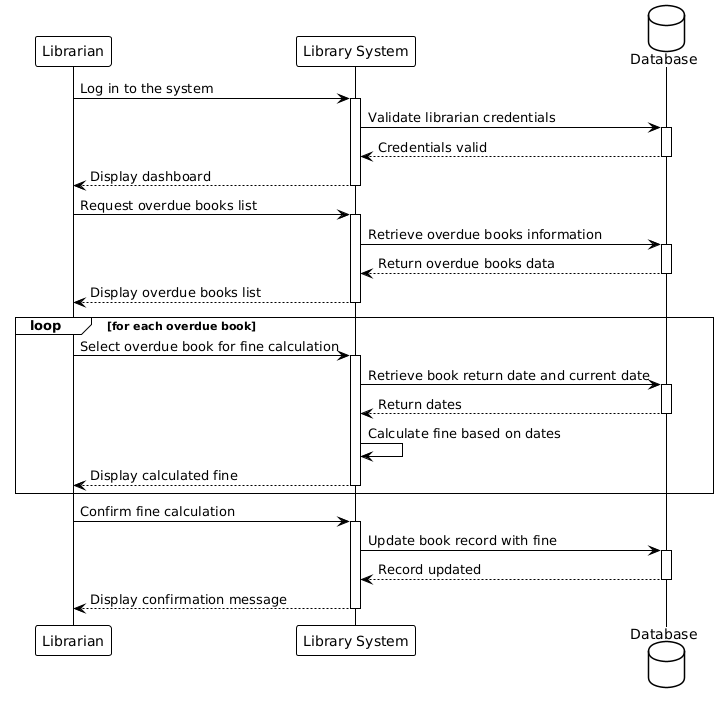 Librarian
Library System
Database
Log in to the system
Validate librarian credentials
Credentials valid
Display dashboard
Request overdue books list
Retrieve overdue books information
Return overdue books data
Display overdue books list
loop [for each overdue book]
Select overdue book for fine calculation
Retrieve book return date and current date
Return dates
Calculate fine based on dates
Display calculated fine
Confirm fine calculation
Update book record with fine
Record updated
Display confirmation message
Librarian
Library System
Database